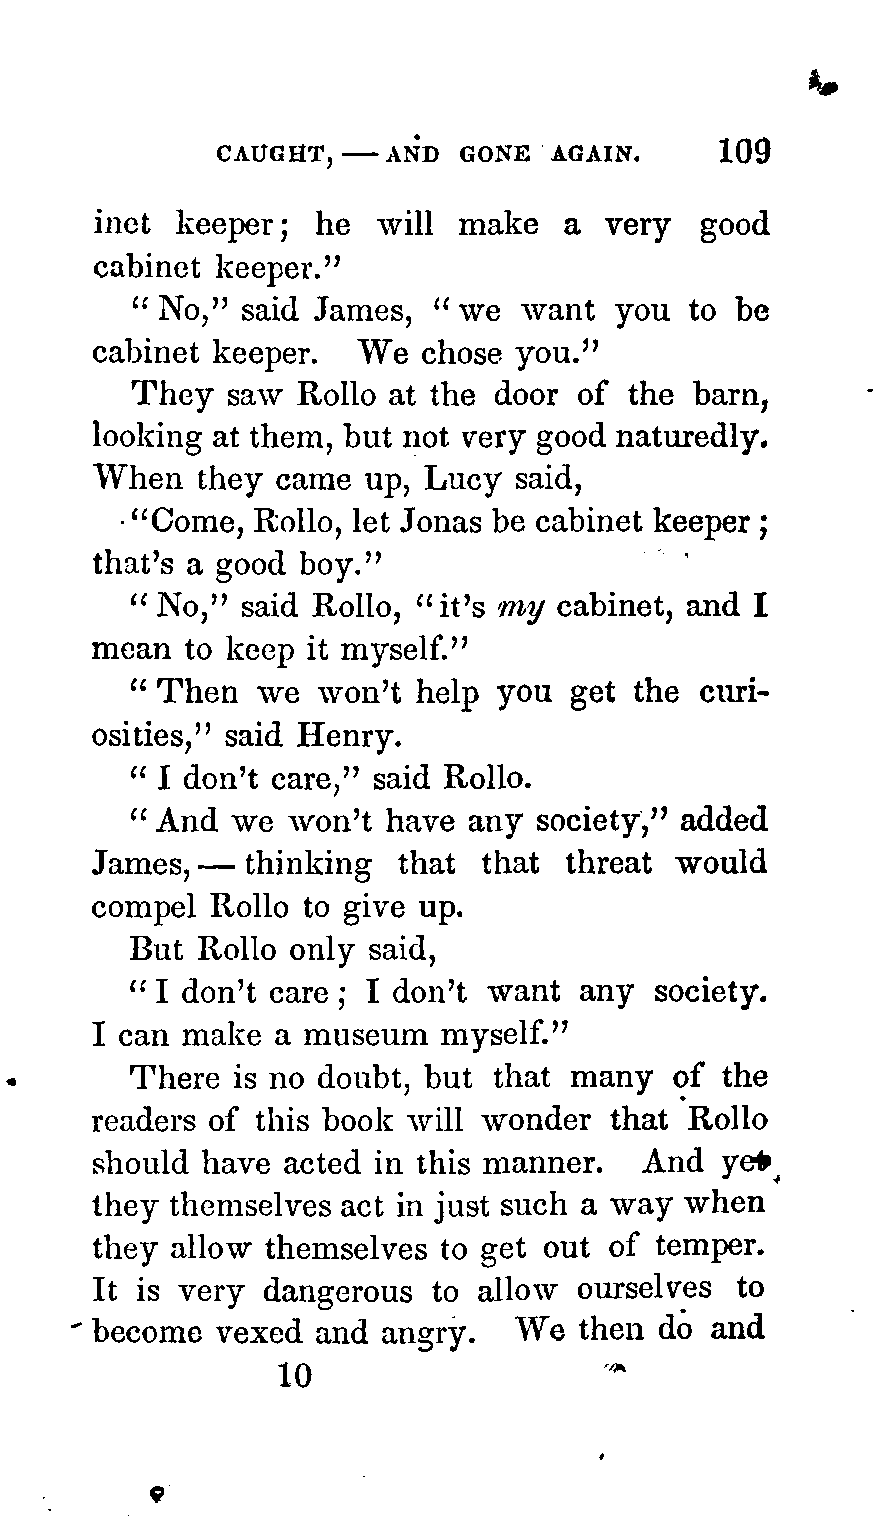 CAUGHT, — AND GONE AGAIN. 109
inet keeper; he will make a very good
cabinet keeper.”
“ No,” said James, “ we want you to be
cabinet keeper. We chose you.”
They saw Rollo at the door of the barn,
looking at them, but not very good naturedly.
When they came up, Lucy said,
“Come, Rollo, let Jonas be cabinet keeper ;
that’s a good boy.”
“ No,” said Rollo, “it’s my cabinet, and I
mean to keep it myself.”
“ Then we won’t help you get the curi-
osities,” said Henry.
“ I don’t care,” said Rollo.
“ And we won’t have any society,” added
James, — thinking that that threat would
compel Rollo to give up.
But Rollo only said,
“ I don’t care ; I don’t want any society.
I can make a museum myself.”
There is no doubt, but that many of the
readers of this book will wonder that Rollo
should have acted in this manner. And yet
they themselves act in just such a way when
they allow themselves to get out of temper.
It is very dangerous to allow ourselves to
become vexed and angry. We then do and
10